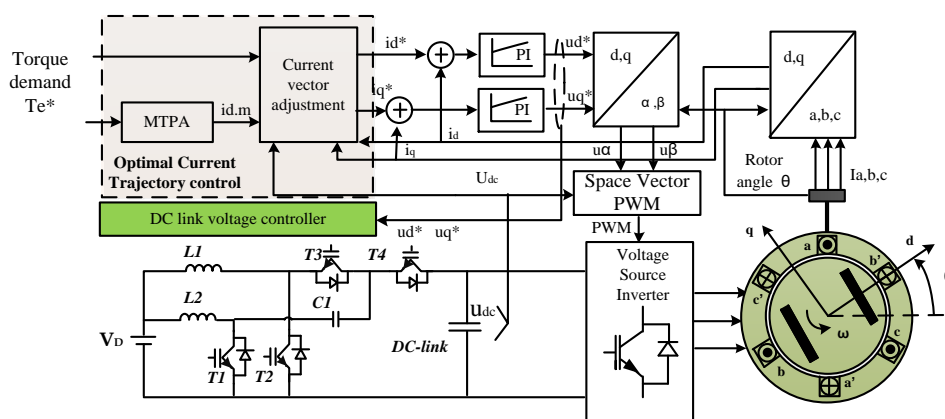 Torque
demand
Te*
MTPA
id.m
Current
vector
adjustment
Optimal Current
Trajectory control
id*
iq*
PI
PI
ud*
uq*
id
iq
d,q
α,β
d,q
a,b,c
uα
uβ
Rotor
angle θ
Ia,b,c
Udc
Space Vector
PWM
DC link voltage controller
ud* uq*
PWM
L1
L2
T3
T4
C1
T1
T2
VD
udc
DC-link
Voltage
Source
Inverter
q
d
a
b'
c'
c
b
a'
ω